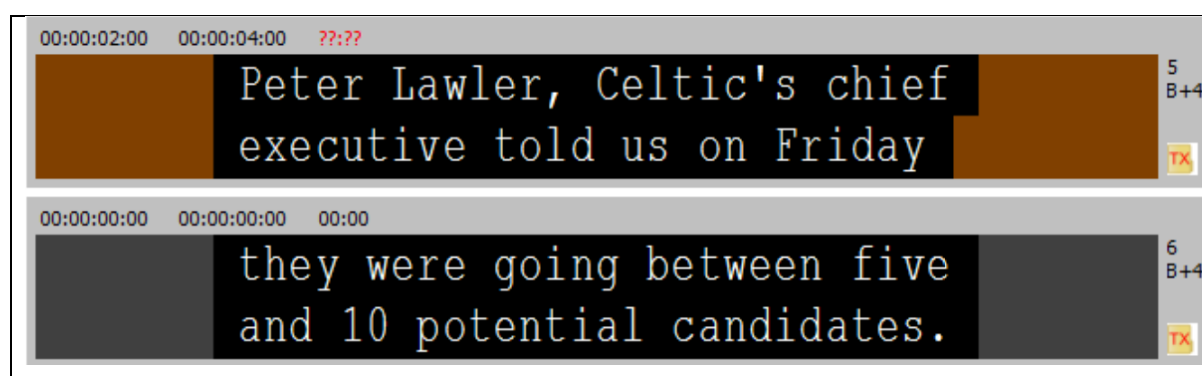 00:00:02:00 00:00:04:00 ??:??
Peter Lawler, Celtic's chief
executive told us on Friday
5
B+4
TX
00:00:00:00 00:00:00:00 00:00
they were going between five
and 10 potential candidates.
6
B+4
TX